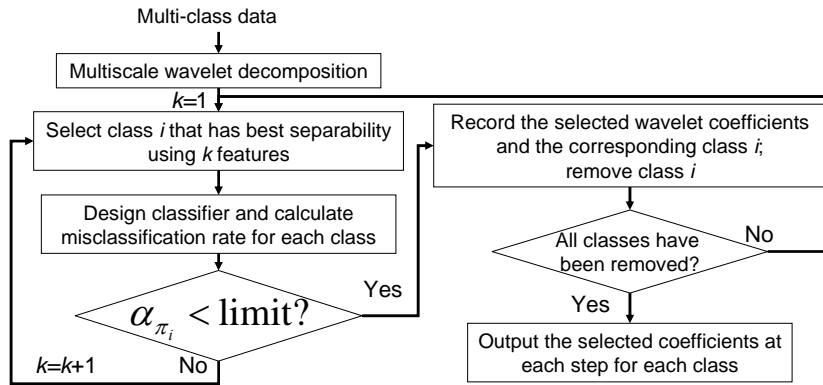 Multi-class data
Multiscale wavelet decomposition
k=1
Select class i that has best separability
using k features
Design classifier and calculate
misclassification rate for each class
α_{π_i} < limit?
Yes
No
k=k+1
Record the selected wavelet coefficients
and the corresponding class i;
remove class i
All classes have
been removed?
No
Yes
Output the selected coefficients at
each step for each class